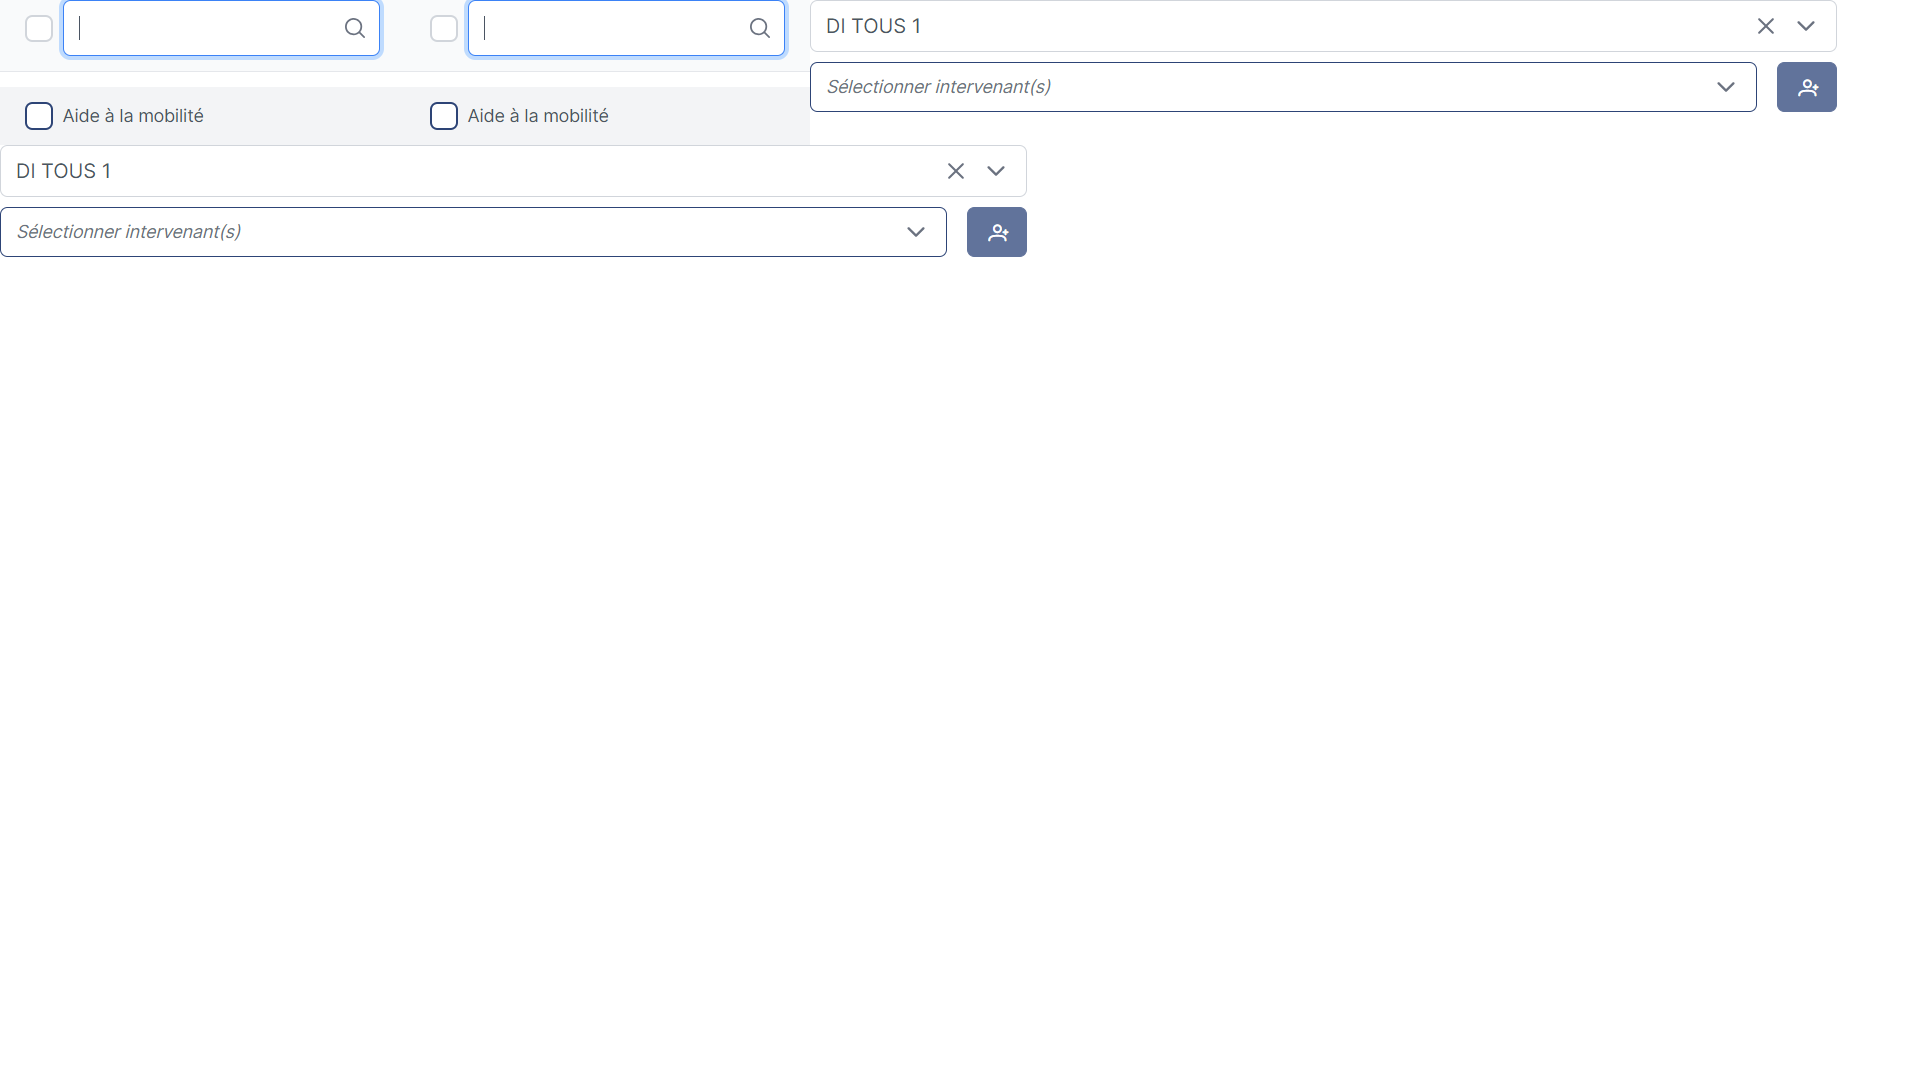 DI TOUS 1
Sélectionner intervenant(s)
Aide à la mobilité
Aide à la mobilité
DI TOUS 1
Sélectionner intervenant(s)